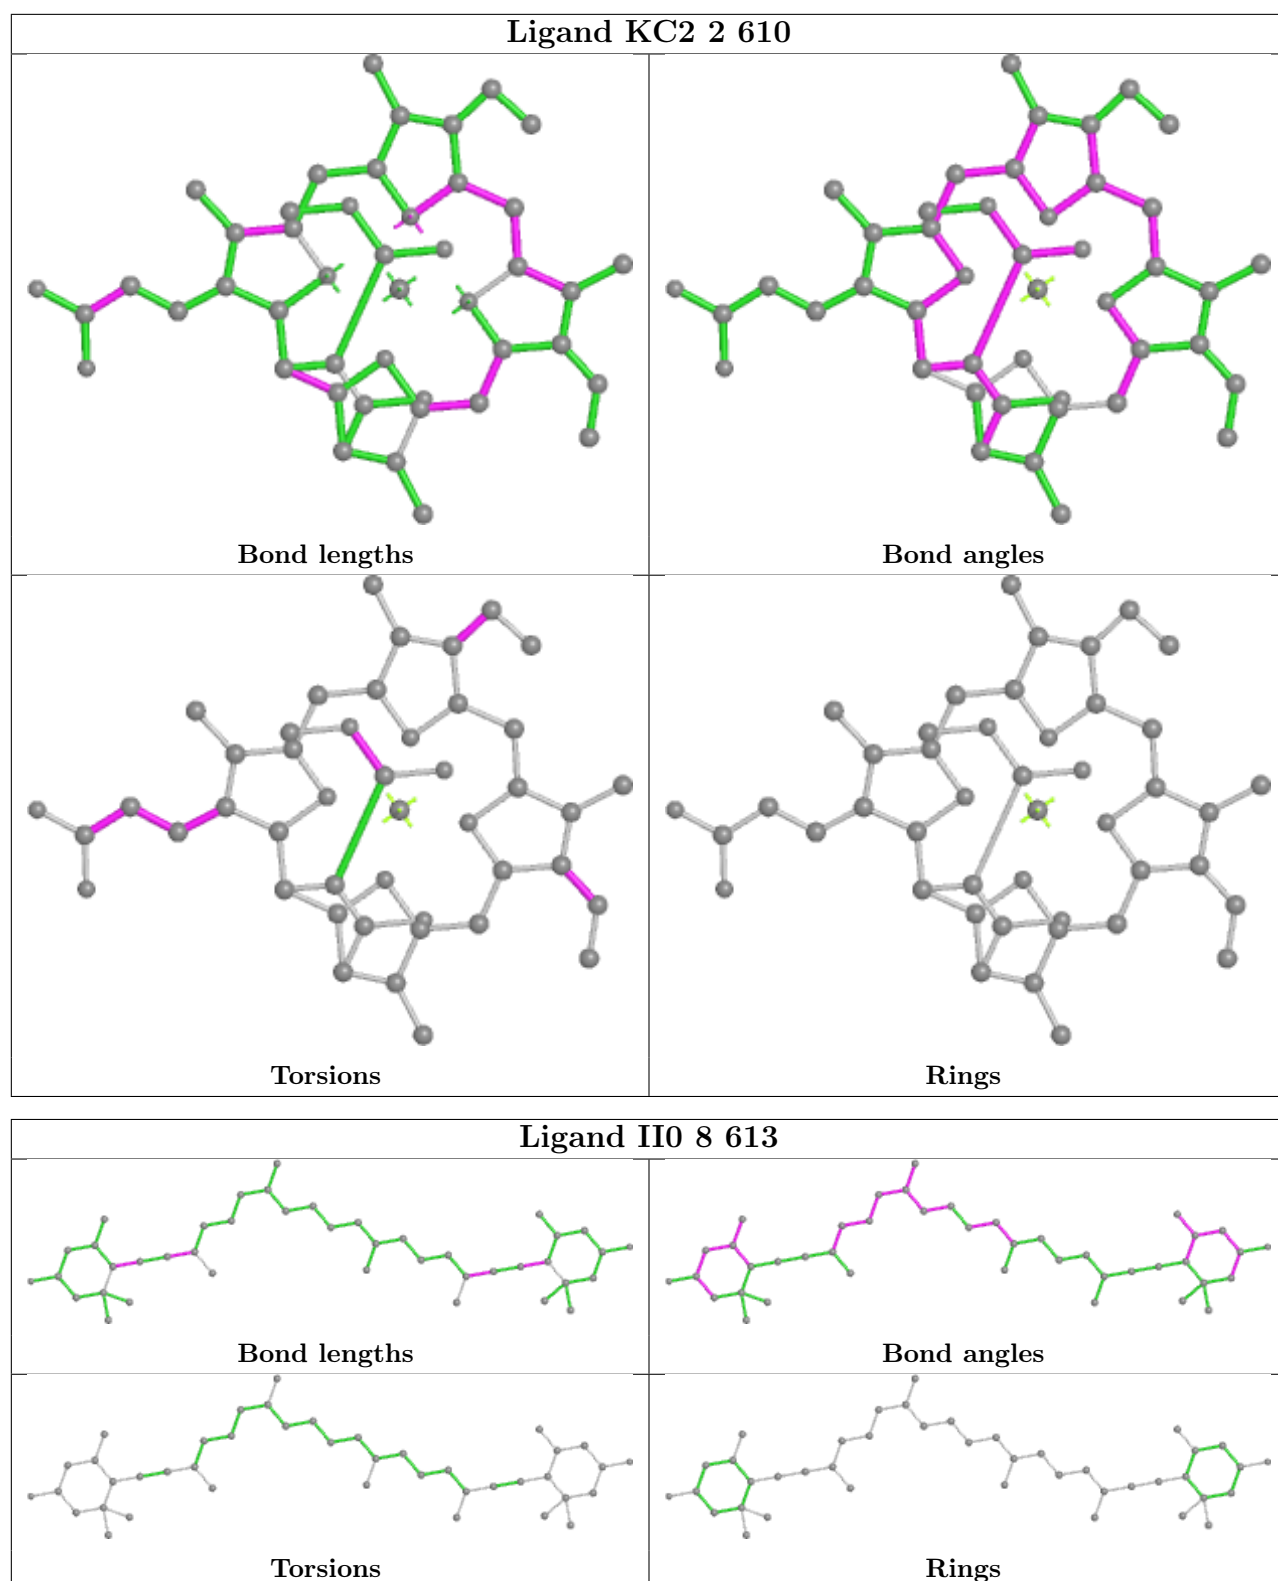 Ligand KC2 2 610
Bond lengths
Bond angles
Torsions
Rings
Ligand II0 8 613
Bond lengths
Bond angles
Torsions
Rings